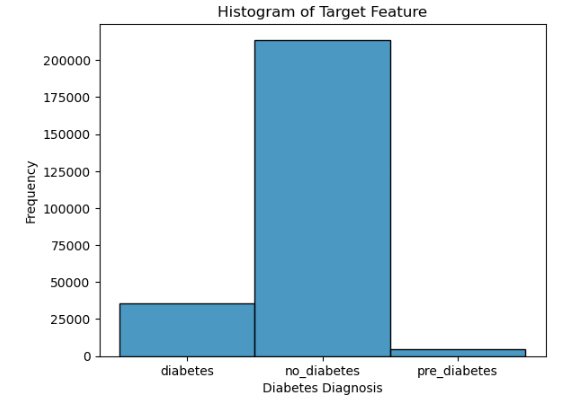 Histogram of Target Feature
200000
175000
150000
125000
100000
75000
50000
25000
0
Frequency
diabetes no_diabetes pre_diabetes
Diabetes Diagnosis